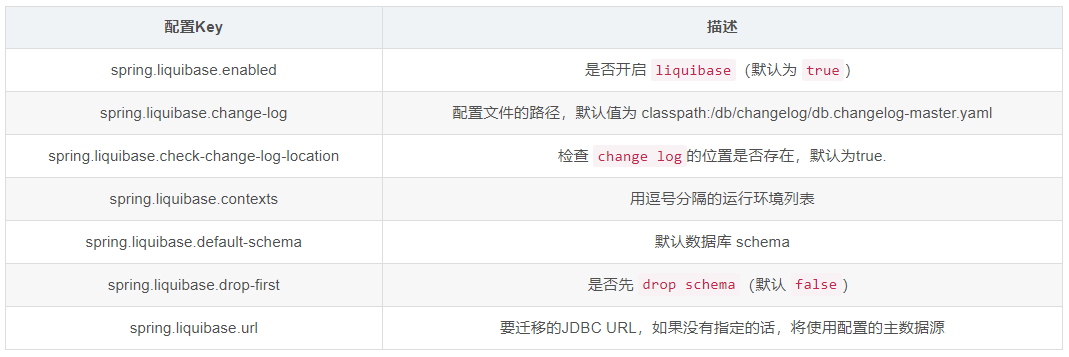 配置Key 描述
spring.liquibase.enabled 是否开启 liquibase (默认为 true)
spring.liquibase.change-log 配置文件的路径，默认值为 classpath:/db/changelog/db.changelog-master.yaml
spring.liquibase.check-change-log-location 检查 change log的位置是否存在，默认为true.
spring.liquibase.contexts 用逗号分隔的运行环境列表
spring.liquibase.default-schema 默认数据库 schema
spring.liquibase.drop-first 是否先 drop schema (默认 false)
spring.liquibase.url 要迁移的JDBC URL，如果没有指定的话，将使用配置的主数据源